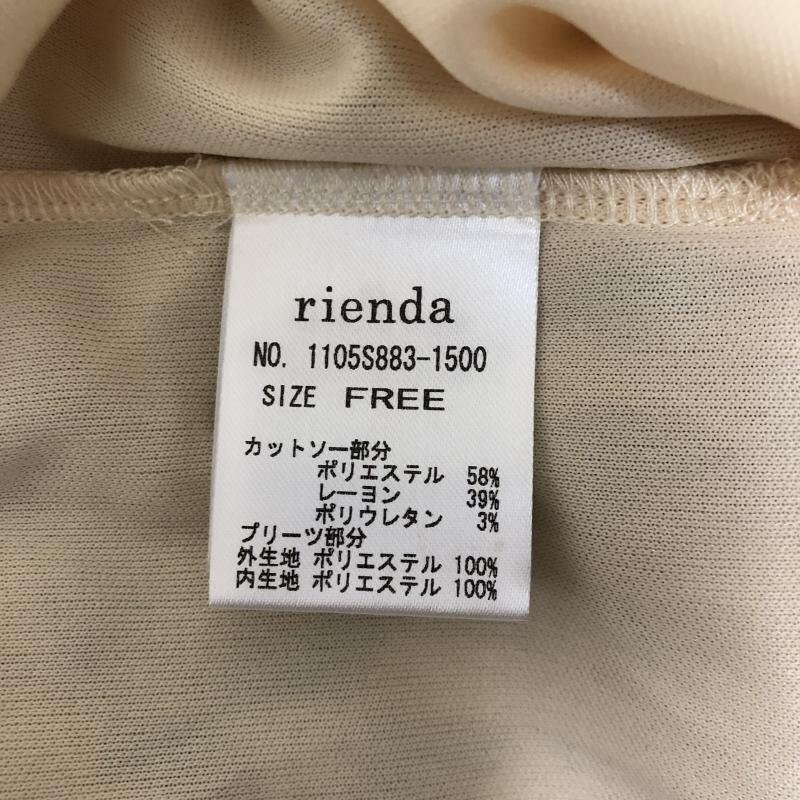 rienda
NO. 1105S883-1500
SIZE FREE
カットソー部分
ポリエステル 58%
レーヨン 39%
ポリウレタン 3%
プリーツ部分
外生地 ポリエステル 100%
内生地 ポリエステル 100%